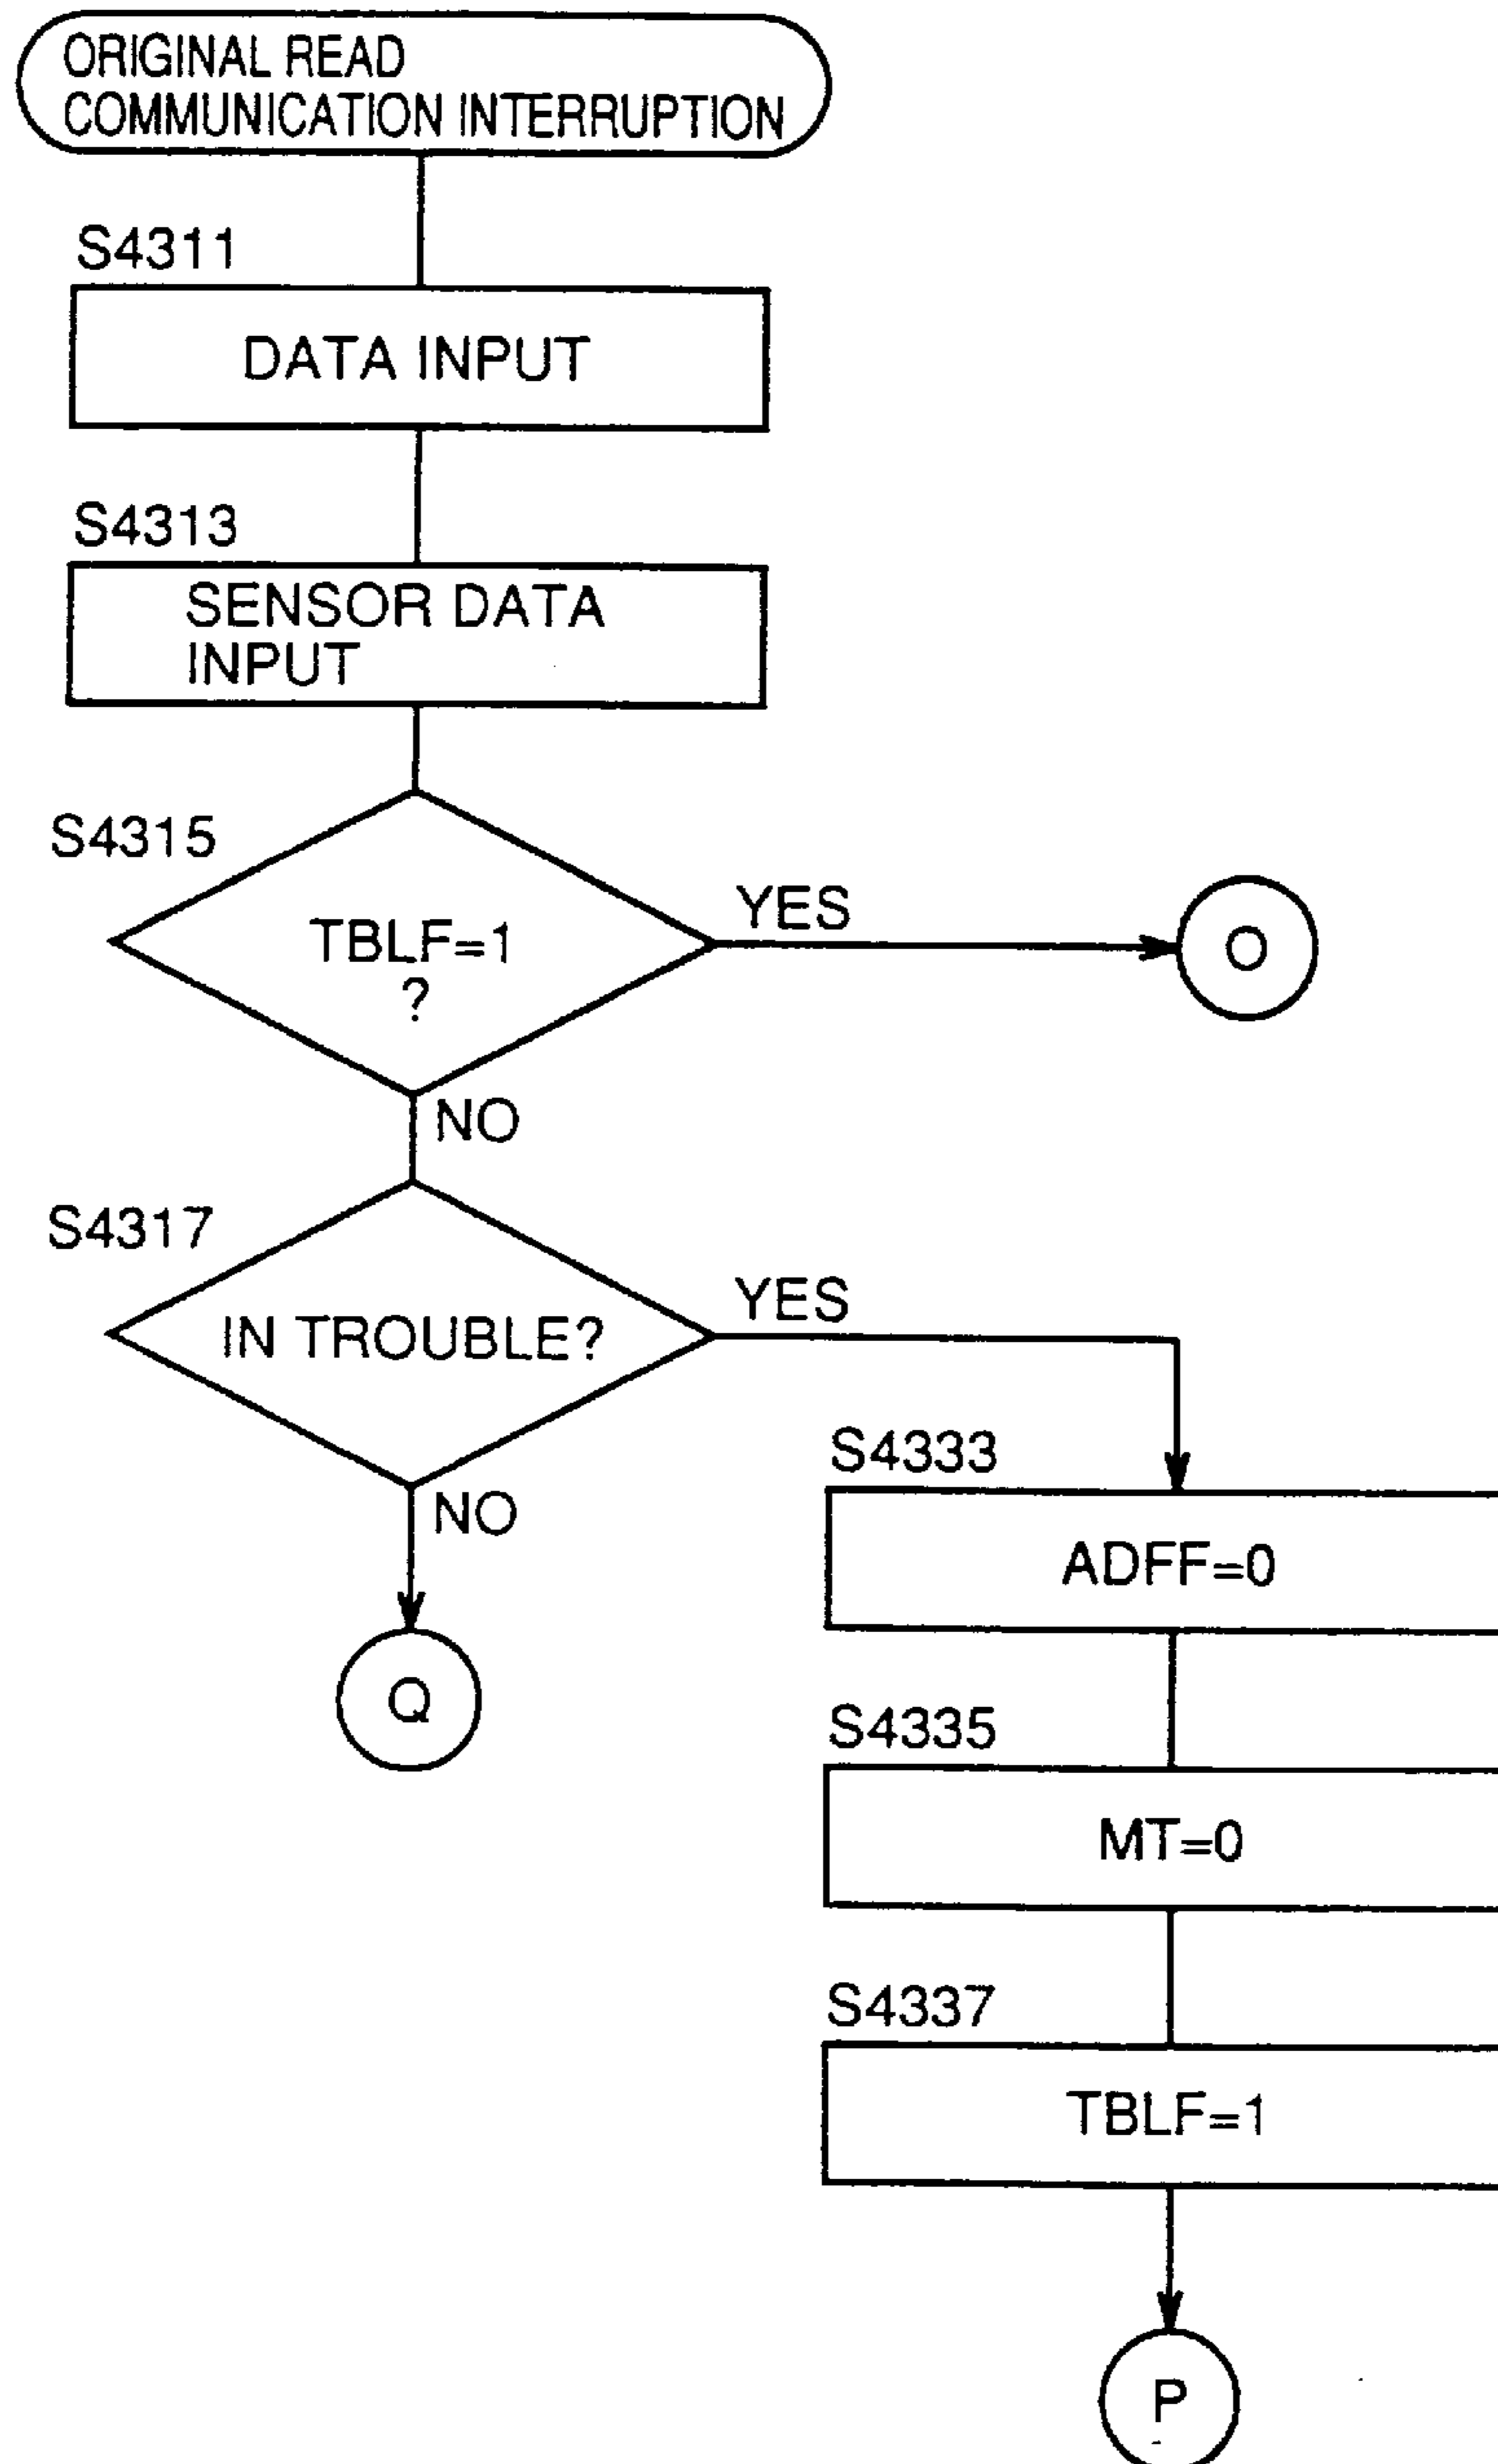 ORIGINAL READ
COMMUNICATION INTERRUPTION
S4311
DATA INPUT
S4313
SENSOR DATA
INPUT
S4315
TBLF=1
?
YES
O
NO
S4317
IN TROUBLE?
YES
NO
Q
S4333
ADFF=0
S4335
MT=0
S4337
TBLF=1
P